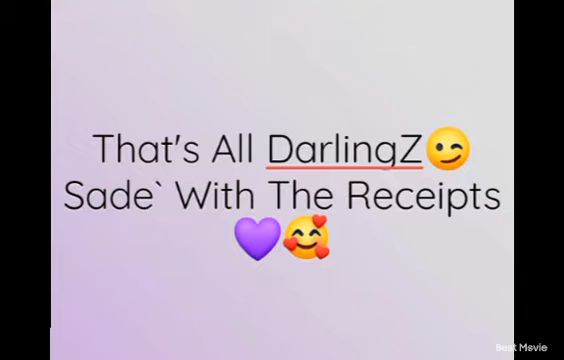 That's All DarlingZ😉
Sade` With The Receipts
💜🥰
Best Movie